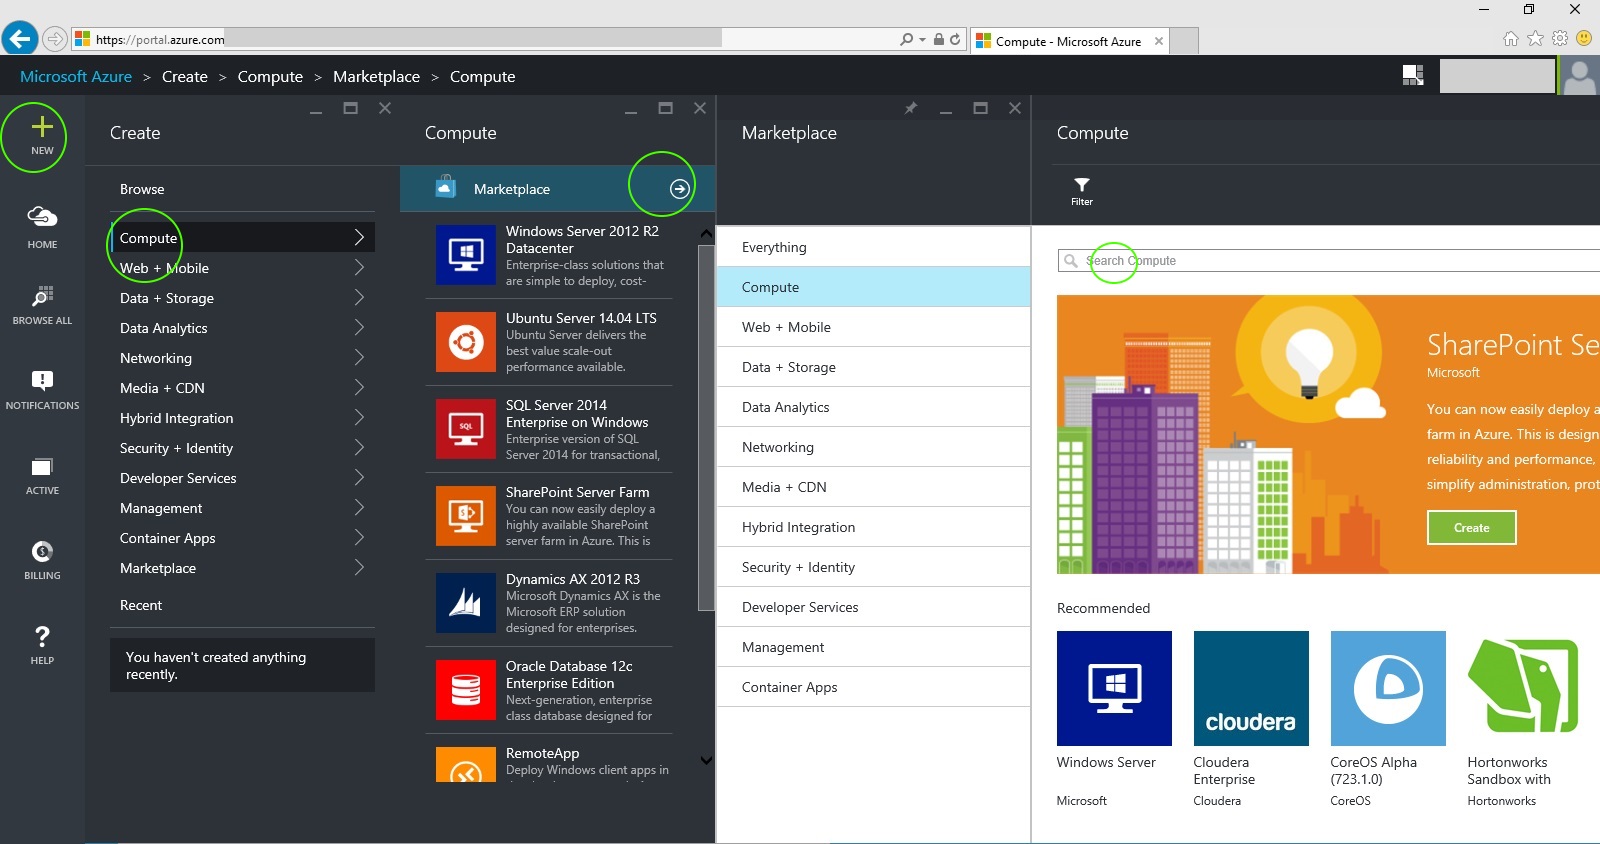 https://portal.azure.com
Compute - Microsoft Azure
Microsoft Azure > Create > Compute > Marketplace > Compute
NEW
HOME
BROWSE ALL
NOTIFICATIONS
ACTIVE
BILLING
HELP
Create
Browse
Compute
Web + Mobile
Data + Storage
Data Analytics
Networking
Media + CDN
Hybrid Integration
Security + Identity
Developer Services
Management
Container Apps
Marketplace
Recent
You haven't created anything
recently.
Compute
Marketplace
Windows Server 2012 R2
Datacenter
Enterprise-class solutions that
are simple to deploy, cost-
Ubuntu Server 14.04 LTS
Ubuntu Server delivers the
best value scale-out
performance available.
SQL
SQL Server 2014
Enterprise on Windows
Enterprise version of SQL
Server 2014 for transactional,
SharePoint Server Farm
You can now easily deploy a
highly available SharePoint
server farm in Azure. This is
Dynamics AX 2012 R3
Microsoft Dynamics AX is the
Microsoft ERP solution
designed for enterprises.
Oracle Database 12c
Enterprise Edition
Next-generation, enterprise
class database designed for
RemoteApp
Deploy Windows client apps in
Marketplace
Everything
Compute
Web + Mobile
Data + Storage
Data Analytics
Networking
Media + CDN
Hybrid Integration
Security + Identity
Developer Services
Management
Container Apps
Compute
Filter
Search Compute
SharePoint Se
Microsoft
You can now easily deploy a
farm in Azure. This is design
reliability and performance,
simplify administration, prot
Create
Recommended
Windows Server
Microsoft
cloudera
Cloudera
Enterprise
Cloudera
CoreOS Alpha
(723.1.0)
CoreOS
Hortonworks
Sandbox with
Hortonworks